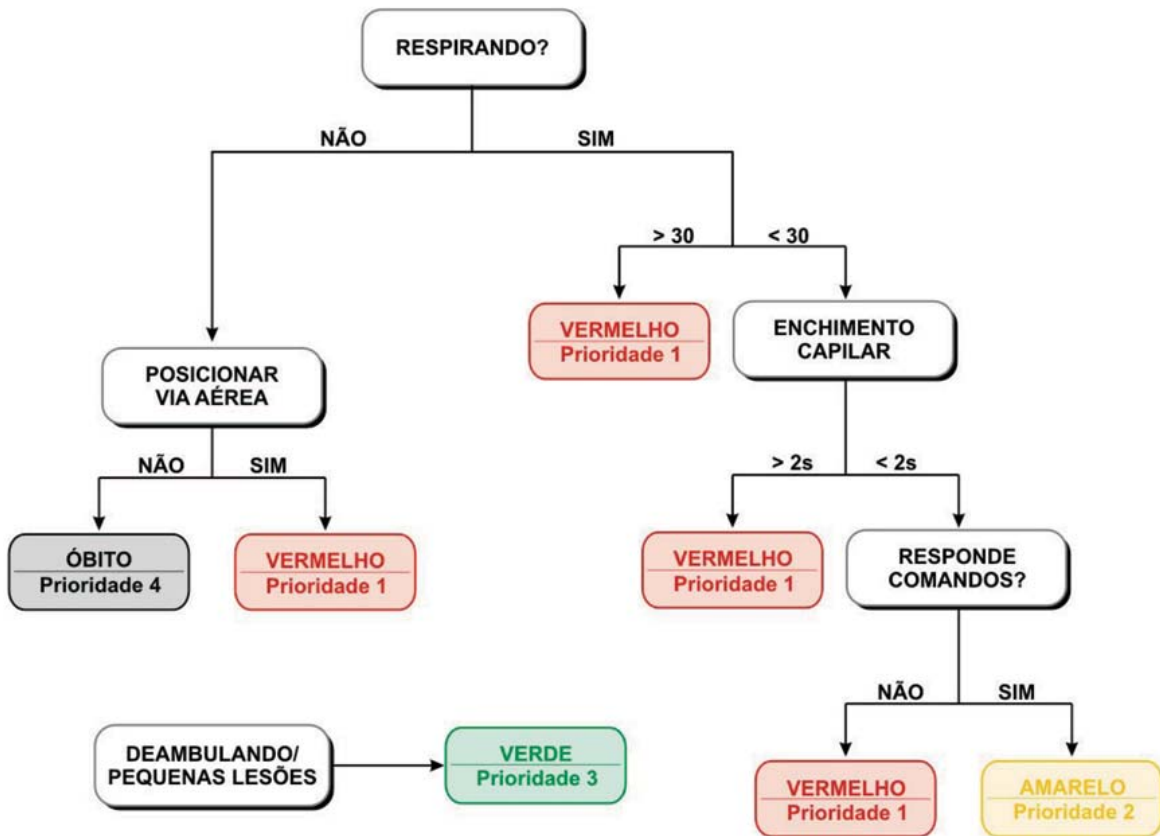 RESPIRANDO?
NÃO
SIM
> 30
< 30
VERMELHO
Prioridade 1
ENCHIMENTO
CAPILAR
POSICIONAR
VIA AÉREA
NÃO
SIM
> 2s
< 2s
ÓBITO
Prioridade 4
VERMELHO
Prioridade 1
VERMELHO
Prioridade 1
RESPONDE
COMANDOS?
NÃO
SIM
DEAMBULANDO/
PEQUENAS LESÕES
VERDE
Prioridade 3
VERMELHO
Prioridade 1
AMARELO
Prioridade 2